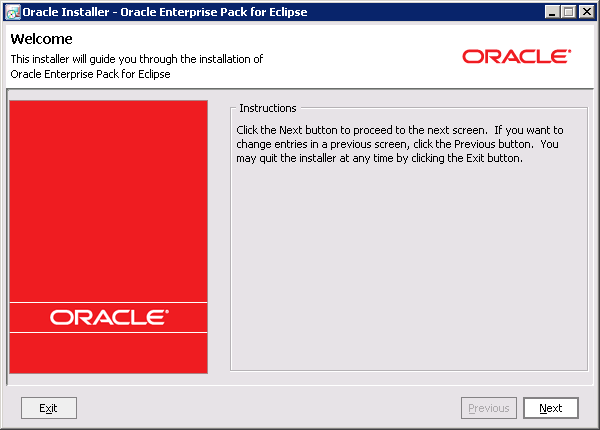 Oracle Installer - Oracle Enterprise Pack for Eclipse
Welcome
This installer will guide you through the installation of
Oracle Enterprise Pack for Eclipse
ORACLE®
Instructions
Click the Next button to proceed to the next screen.  If you want to
change entries in a previous screen, click the Previous button.  You
may quit the installer at any time by clicking the Exit button.
ORACLE®
Exit
Previous
Next